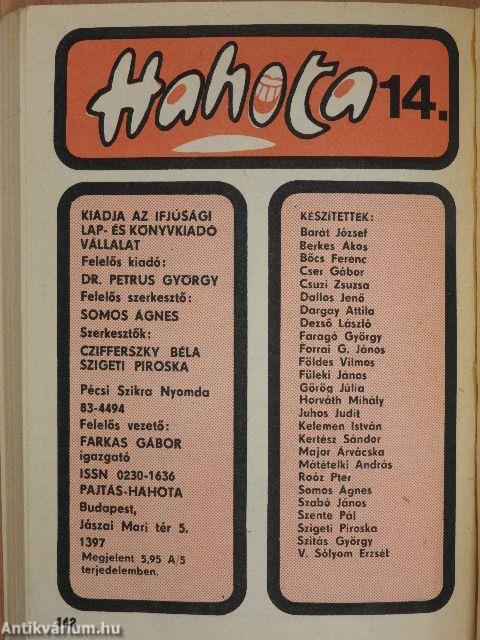 Hahota 14.
KIADJA AZ IFJÚSÁGI
LAP- ÉS KÖNYVKIADÓ
VÁLLALAT
Felelős kiadó:
DR. PETRUS GYÖRGY
Felelős szerkesztő:
SOMOS ÁGNES
Szerkesztők:
CZIFFERSZKY BÉLA
SZIGETI PIROSKA
Pécsi Szikra Nyomda
83-4494
Felelős vezető:
FARKAS GÁBOR
igazgató
ISSN 0230-1636
PAJTÁS-HAHOTA
Budapest,
Jászai Mari tér 5.
1397
Megjelent 5,95 A/5
terjedelemben.
KÉSZÍTETTÉK:
Barát József
Berkes Ákos
Bőcs Ferenc
Cser Gábor
Csuzi Zsuzsa
Dallos Jenő
Dargay Attila
Dezső László
Faragó György
Forrai G. János
Földes Vilmos
Füleki János
Görög Júlia
Horváth Mihály
Juhos Judit
Kelemen István
Kertész Sándor
Major Arvácska
Mátételki András
Roóz Pter
Somos Ágnes
Szabó János
Szente Pál
Szigeti Piroska
Szitás György
V. Sólyom Erzsét
162
Antikvárium.hu